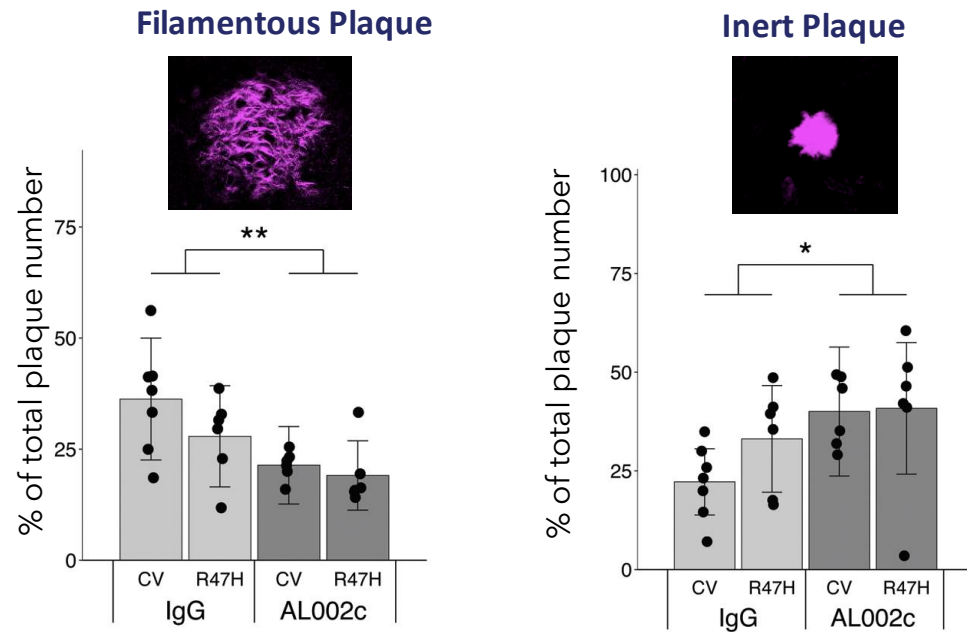 Filamentous Plaque
% of total plaque number
75
50
25
0
**
CV R47H CV R47H
IgG AL002c
Inert Plaque
% of total plaque number
100
75
50
25
0
*
CV R47H CV R47H
IgG AL002c